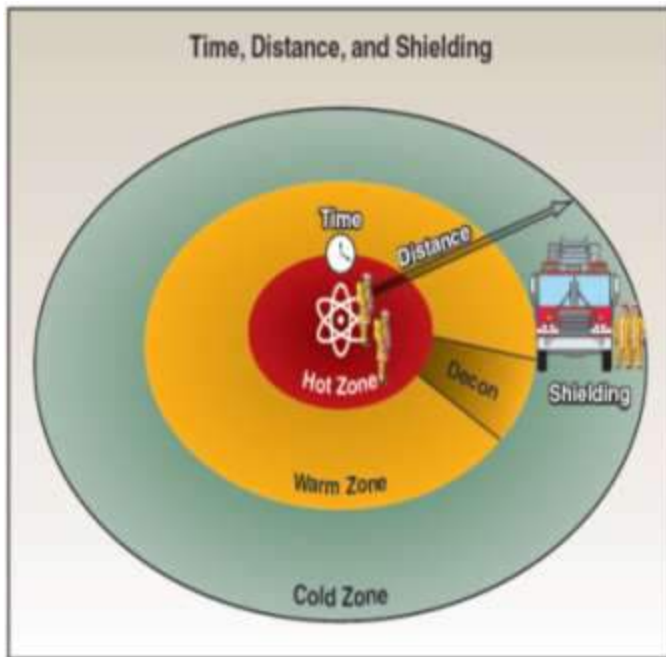 Time, Distance, and Shielding
Time
Distance
Hot Zone
Decon
Shielding
Warm Zone
Cold Zone